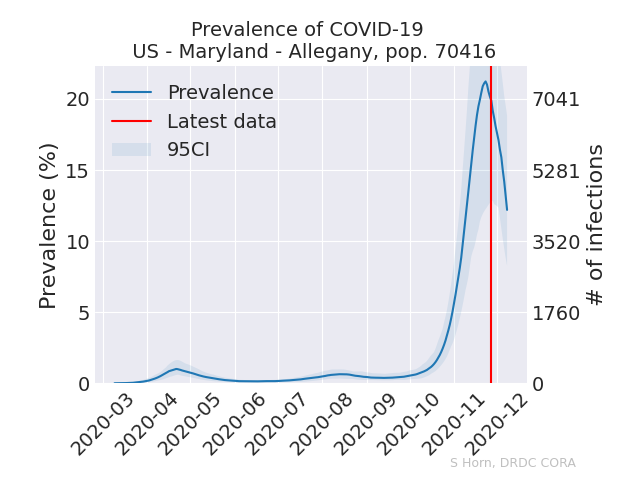 Prevalence of COVID-19
US - Maryland - Allegany, pop. 70416
Prevalence
Latest data
95CI
Prevalence (%)
20
15
10
5
0
7041
5281
3520
1760
0
# of infections
2020-03
2020-04
2020-05
2020-06
2020-07
2020-08
2020-09
2020-10
2020-11
2020-12
S Horn, DRDC CORA